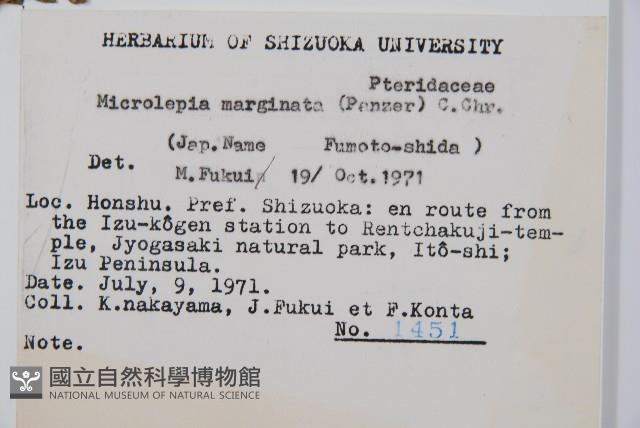 HERBARIUM OF SHIZUOKA UNIVERSITY
Pteridaceae
Microlepia marginata (Panzer) C.Chr.
(Jap.Name Fumoto-shida )
Det.
M.Fukui 19/ Oct.1971
Loc. Honshu. Pref. Shizuoka: en route from
the Izu-kôgen station to Rentchakuji-tem-
ple, Jyogasaki natural park, Itô-shi;
Izu Peninsula.
Date. July, 9, 1971.
Coll. K.nakayama, J.Fukui et F.Konta
No. 1451
Note.
國立自然科學博物館
NATIONAL MUSEUM OF NATURAL SCIENCE